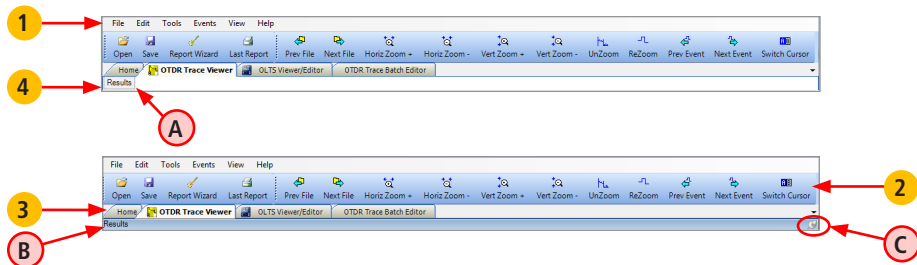 1
File Edit Tools Events View Help
Open Save Report Wizard Last Report Prev File Next File Horiz Zoom + Horiz Zoom - Vert Zoom + Vert Zoom - UnZoom ReZoom Prev Event Next Event Switch Cursor
Home OTDR Trace Viewer OLTS Viewer/Editor OTDR Trace Batch Editor
4 Results
A
File Edit Tools Events View Help
Open Save Report Wizard Last Report Prev File Next File Horiz Zoom + Horiz Zoom - Vert Zoom + Vert Zoom - UnZoom ReZoom Prev Event Next Event Switch Cursor 2
3 Home OTDR Trace Viewer OLTS Viewer/Editor OTDR Trace Batch Editor
B Results C